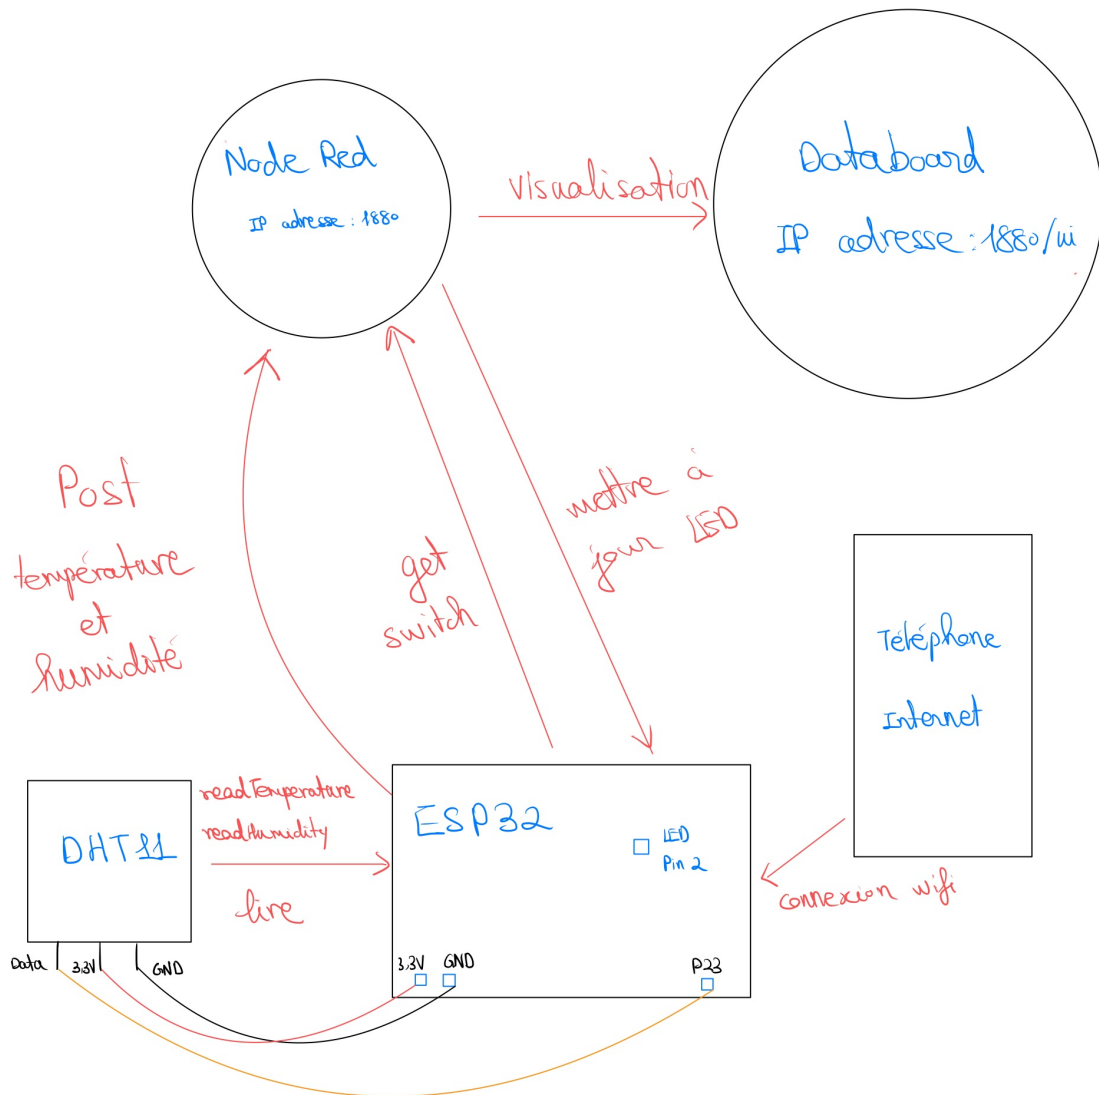 Node Red
IP adresse : 1880
visualisation
Databoard
IP adresse : 1880/ui
Post
température
et
humidité
get
switch
mettre à
jour LED
Téléphone
Internet
connexion wifi
DHT11
readTemperature
readHumidity
lire
ESP32
LED
Pin 2
Data
3,3V
GND
3.3V
GND
P23